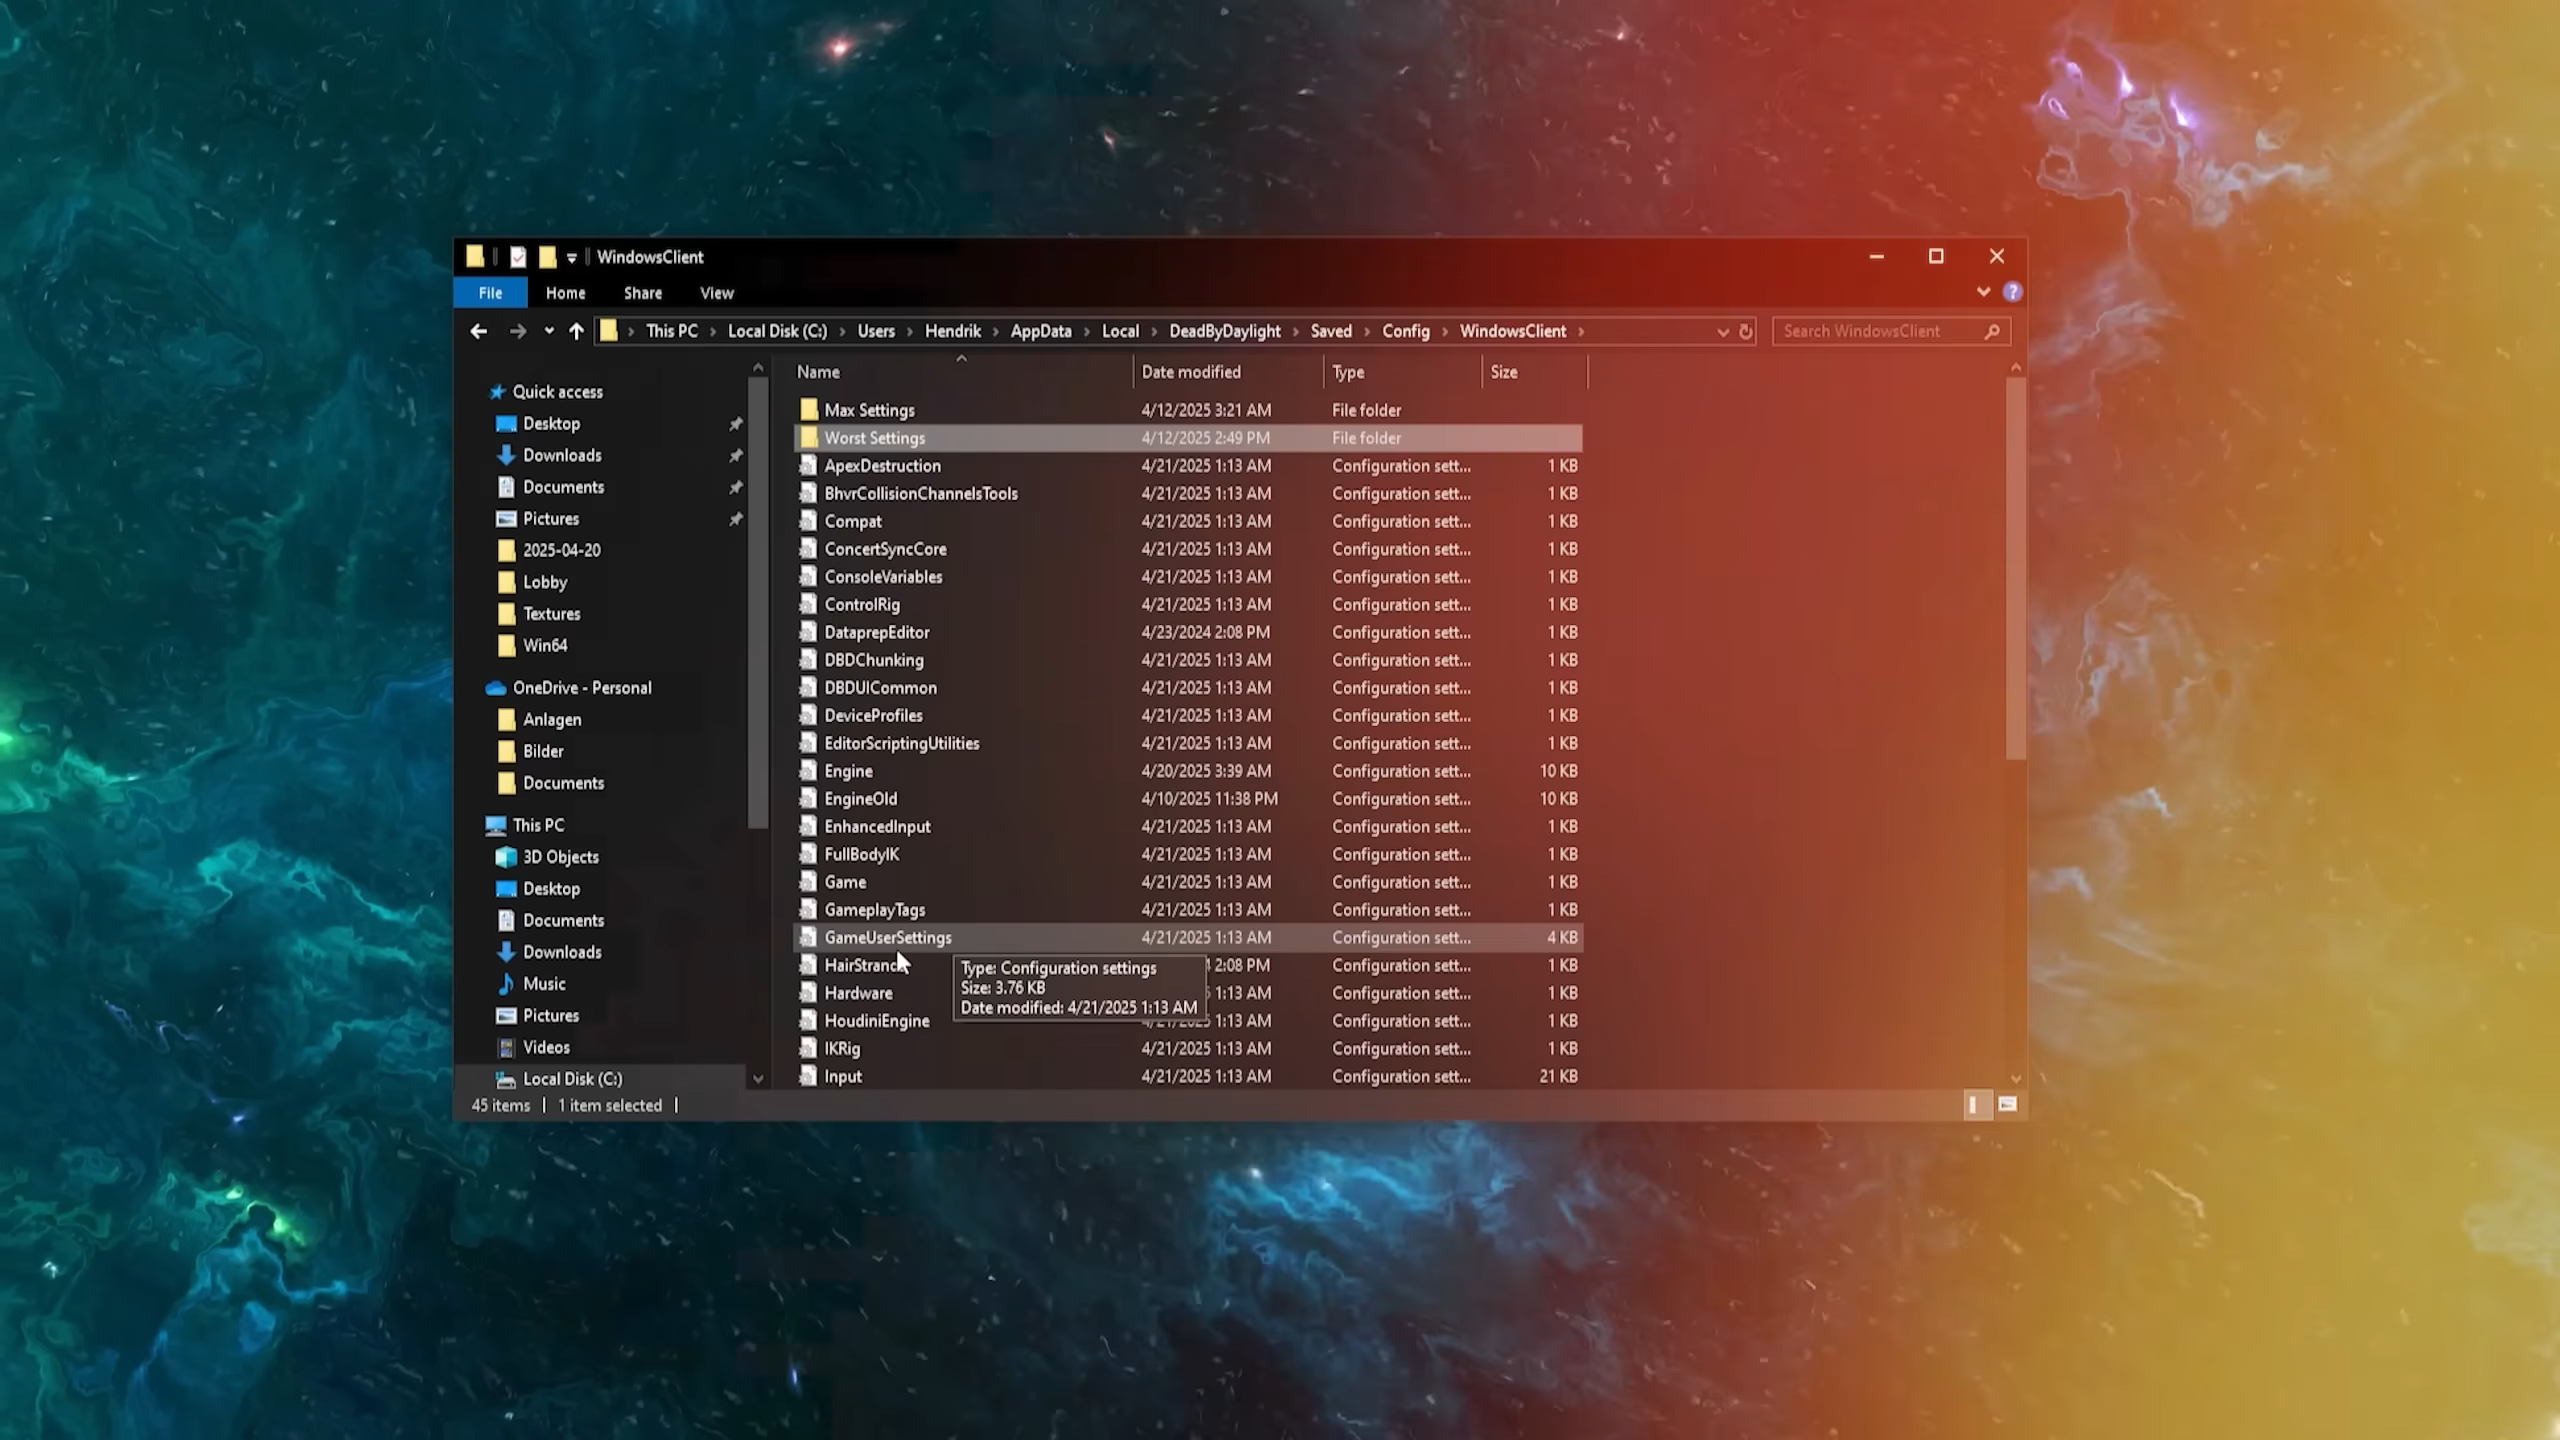 WindowsClient
File Home Share View
This PC Local Disk (C:) Users Hendrik AppData Local DeadByDaylight Saved Config WindowsClient
Search WindowsClient
Quick access
Desktop
Downloads
Documents
Pictures
2025-04-20
Lobby
Textures
Win64
OneDrive - Personal
Anlagen
Bilder
Documents
This PC
3D Objects
Desktop
Documents
Downloads
Music
Pictures
Videos
Local Disk (C:)
Name Date modified Type Size
Max Settings 4/12/2025 3:21 AM File folder
Worst Settings 4/12/2025 2:49 PM File folder
ApexDestruction 4/21/2025 1:13 AM Configuration sett... 1 KB
BhvrCollisionChannelsTools 4/21/2025 1:13 AM Configuration sett... 1 KB
Compat 4/21/2025 1:13 AM Configuration sett... 1 KB
ConcertSyncCore 4/21/2025 1:13 AM Configuration sett... 1 KB
ConsoleVariables 4/21/2025 1:13 AM Configuration sett... 1 KB
ControlRig 4/21/2025 1:13 AM Configuration sett... 1 KB
DataprepEditor 4/23/2024 2:08 PM Configuration sett... 1 KB
DBDChunking 4/21/2025 1:13 AM Configuration sett... 1 KB
DBDUICommon 4/21/2025 1:13 AM Configuration sett... 1 KB
DeviceProfiles 4/21/2025 1:13 AM Configuration sett... 1 KB
EditorScriptingUtilities 4/21/2025 1:13 AM Configuration sett... 1 KB
Engine 4/20/2025 3:39 AM Configuration sett... 10 KB
EngineOld 4/10/2025 11:38 PM Configuration sett... 10 KB
EnhancedInput 4/21/2025 1:13 AM Configuration sett... 1 KB
FullBodyIK 4/21/2025 1:13 AM Configuration sett... 1 KB
Game 4/21/2025 1:13 AM Configuration sett... 1 KB
GameplayTags 4/21/2025 1:13 AM Configuration sett... 1 KB
GameUserSettings 4/21/2025 1:13 AM Configuration sett... 4 KB
2:08 PM Configuration sett... 1 KB
Hardware 1:13 AM Configuration sett... 1 KB
HoudiniEngine 4/21/2025 1:13 AM Configuration sett... 1 KB
IKRig 4/21/2025 1:13 AM Configuration sett... 1 KB
Input 4/21/2025 1:13 AM Configuration sett... 21 KB
Type: Configuration settings
Size: 3.76 KB
Date modified: 4/21/2025 1:13 AM
45 items 1 item selected